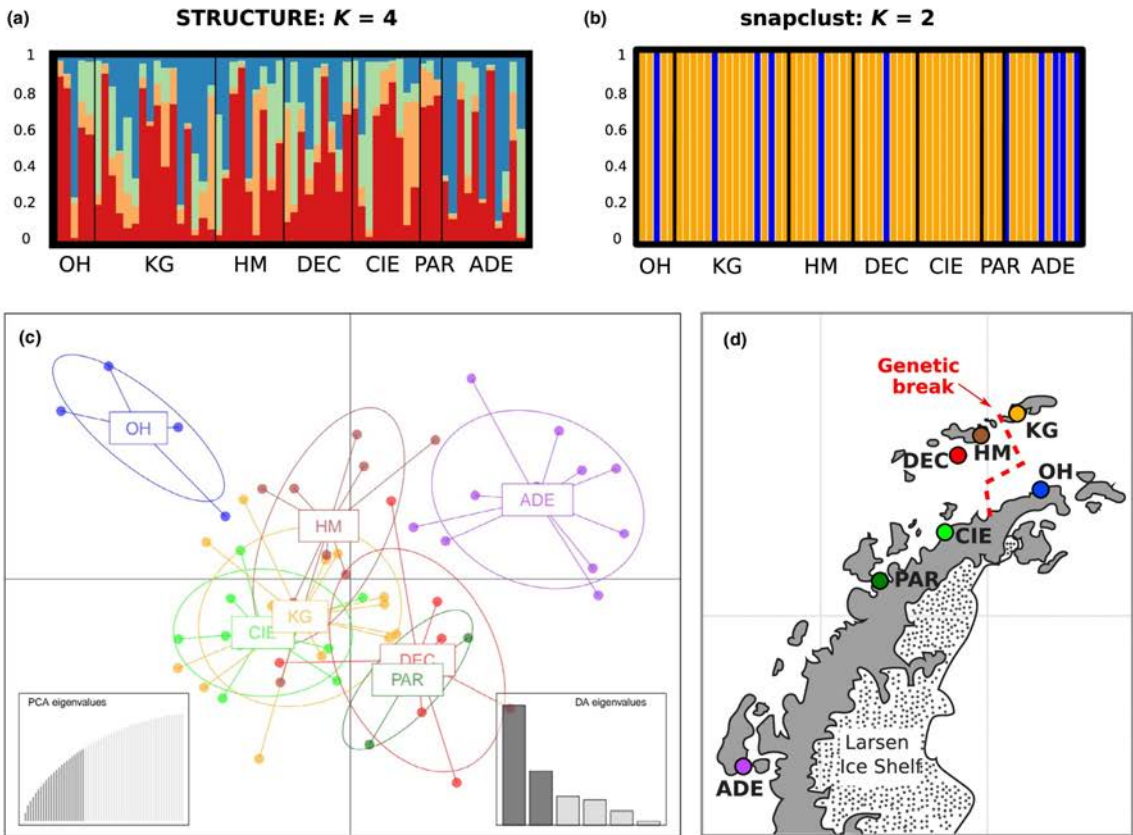 (a)
STRUCTURE: K = 4
1
0.8
0.6
0.4
0.2
0
OH KG HM DEC CIE PAR ADE
(b)
snapclust: K = 2
1
0.8
0.6
0.4
0.2
0
OH KG HM DEC CIE PAR ADE
(c)
OH
HM
ADE
KG
CIE
DEC
PAR
PCA eigenvalues
DA eigenvalues
(d)
Genetic
break
KG
HM
DEC
OH
CIE
PAR
Larsen
Ice Shelf
ADE